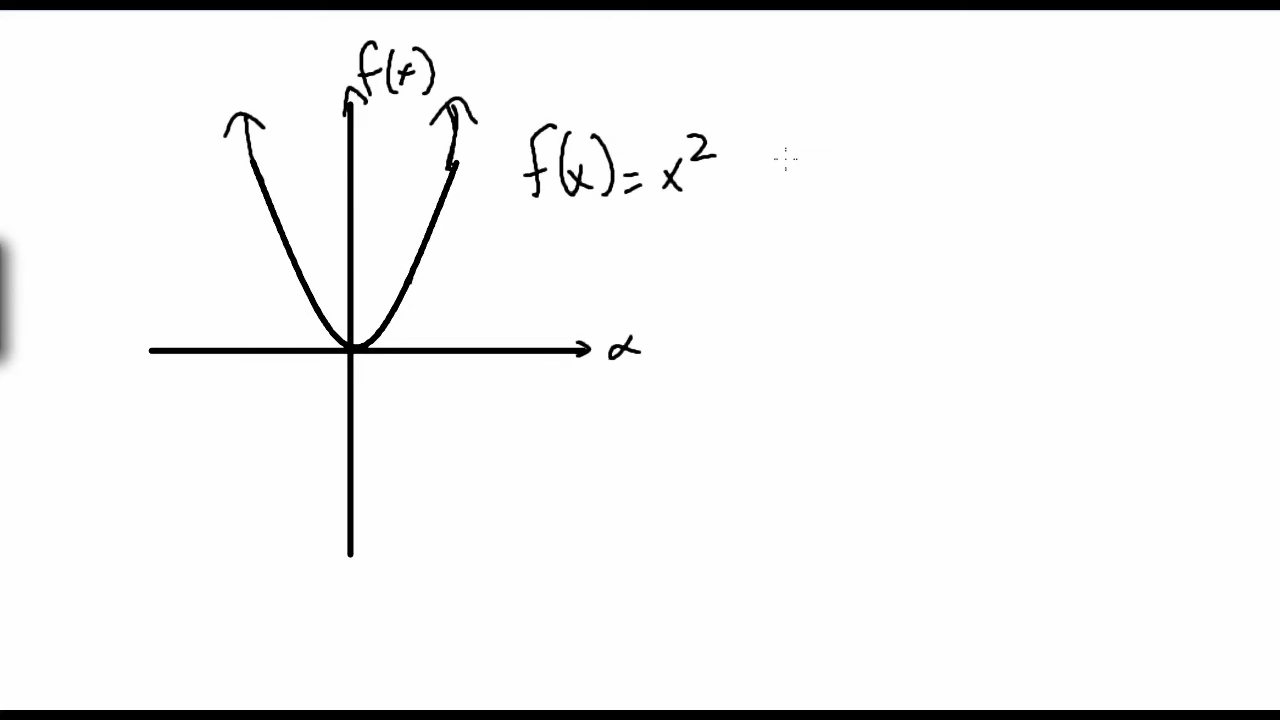 f(x)
f(x) = x²
x